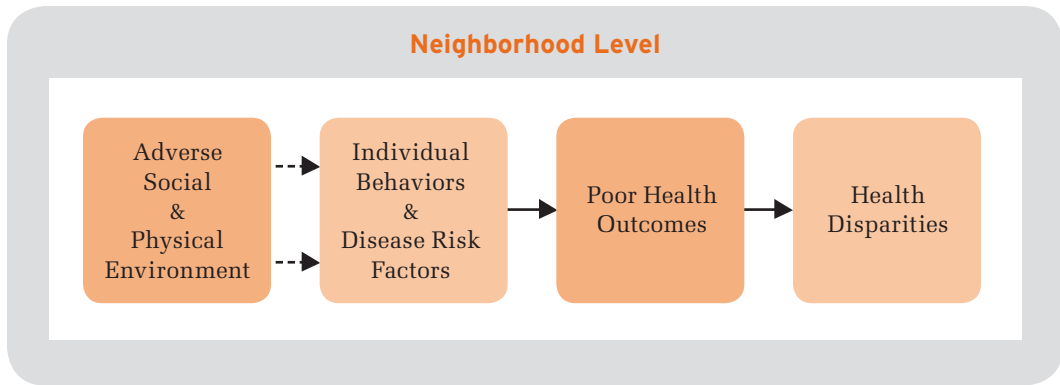 Neighborhood Level
Adverse
Social
&
Physical
Environment
Individual
Behaviors
&
Disease Risk
Factors
Poor Health
Outcomes
Health
Disparities